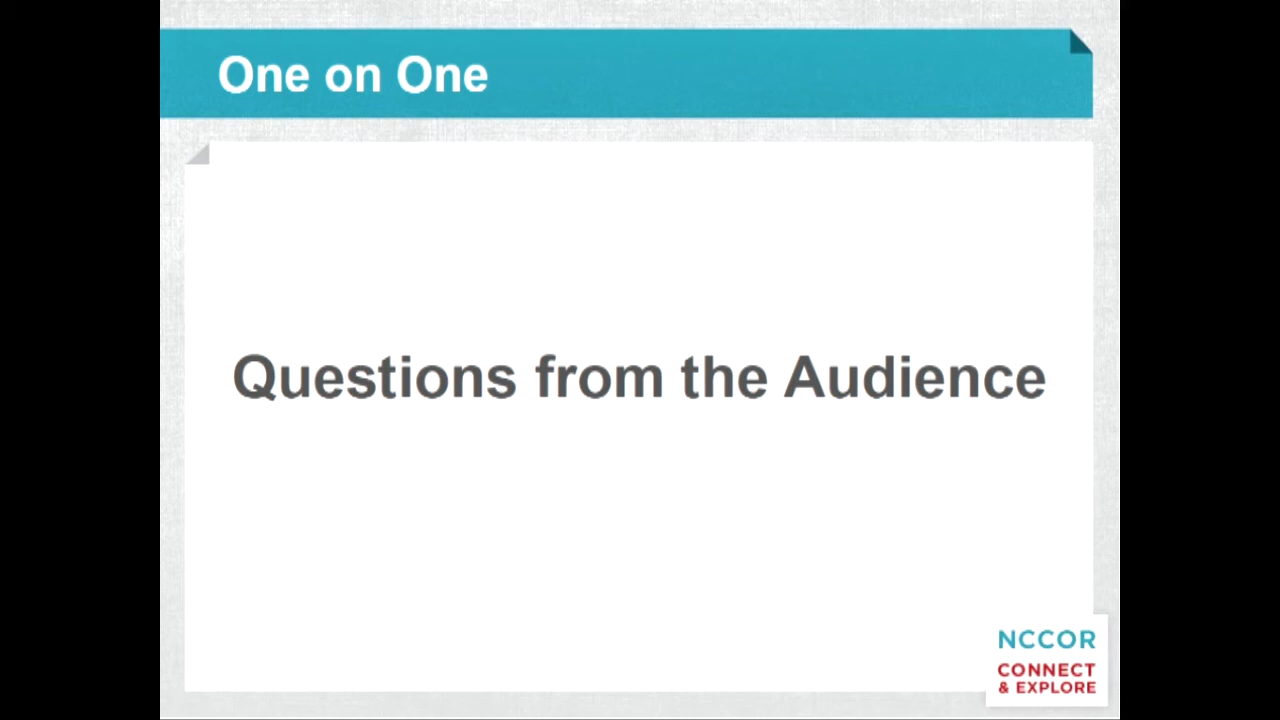 One on One
Questions from the Audience
NCCOR
CONNECT
& EXPLORE